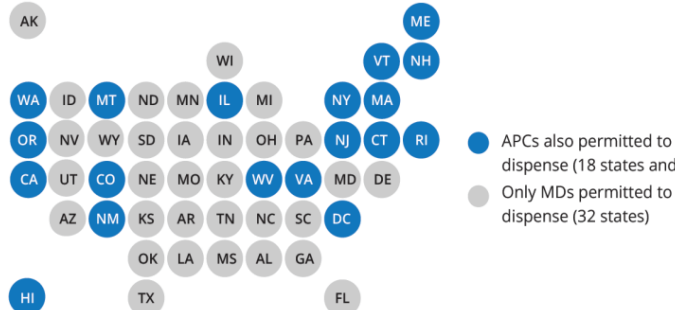 AK ME
WI VT NH
WA ID MT ND MN IL MI NY MA
OR NV WY SD IA IN OH PA NJ CT RI
CA UT CO NE MO KY WV VA MD DE
AZ NM KS AR TN NC SC DC
OK LA MS AL GA
HI TX FL
APCs also permitted to
dispense (18 states and
Only MDs permitted to
dispense (32 states)